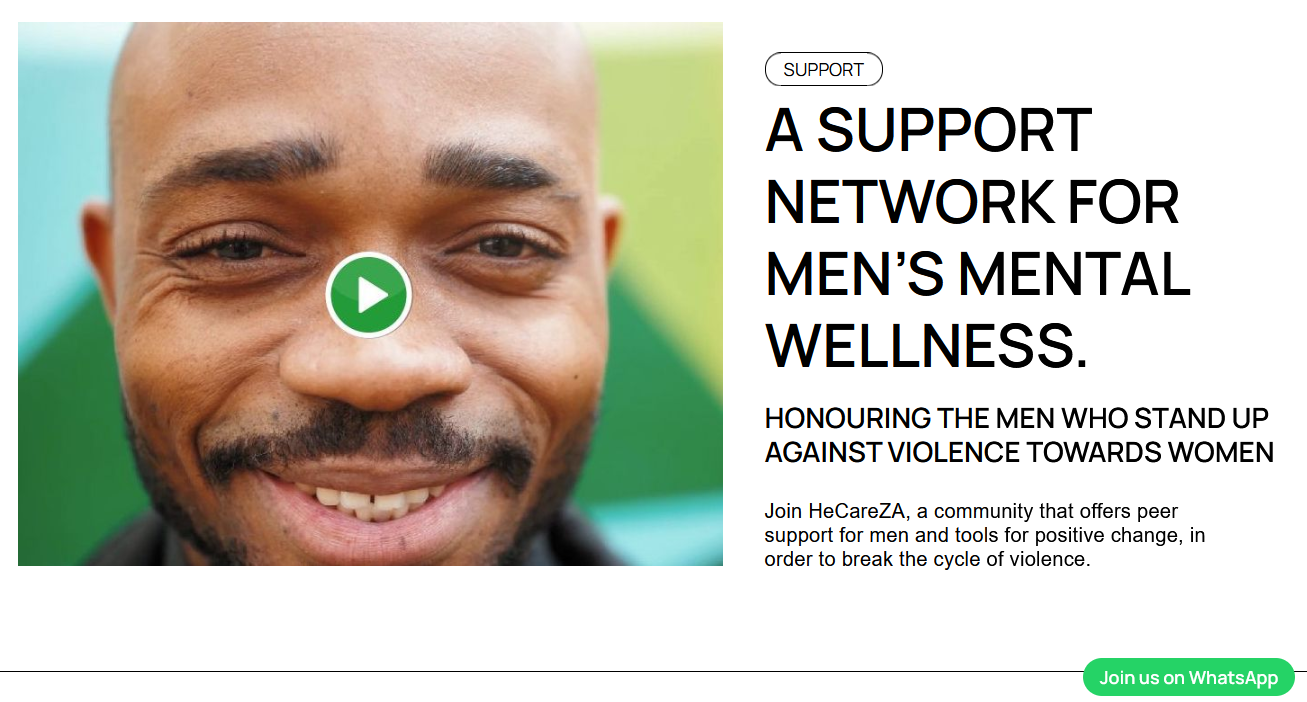 SUPPORT
A SUPPORT
NETWORK FOR
MEN’S MENTAL
WELLNESS.
HONOURING THE MEN WHO STAND UP
AGAINST VIOLENCE TOWARDS WOMEN
Join HeCareZA, a community that offers peer
support for men and tools for positive change, in
order to break the cycle of violence.
Join us on WhatsApp